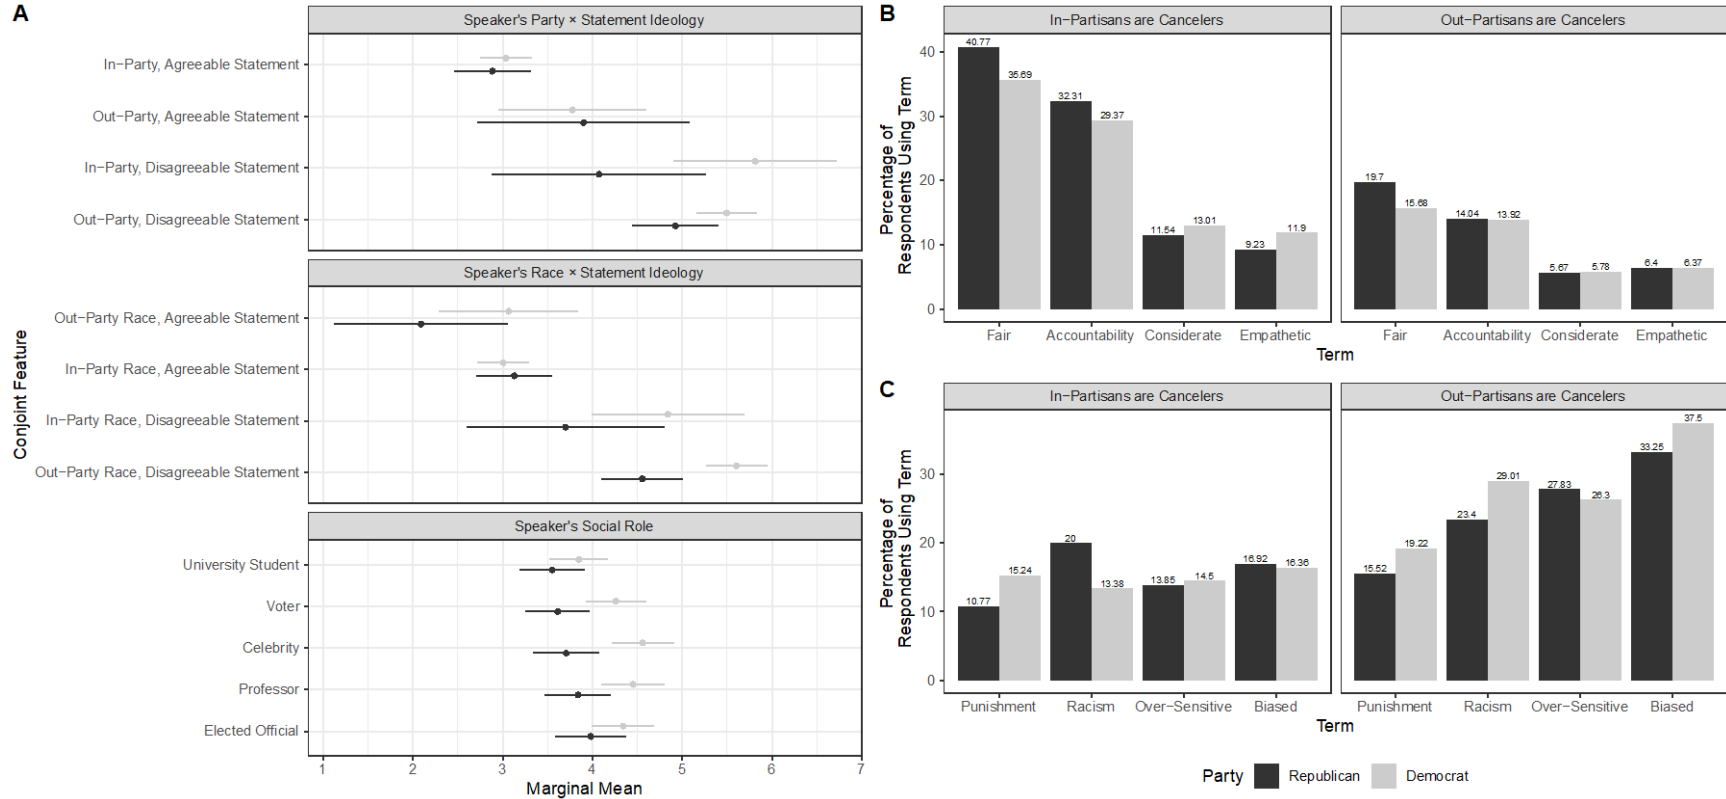 A
Speaker's Party × Statement Ideology
In−Party, Agreeable Statement
Out−Party, Agreeable Statement
In−Party, Disagreeable Statement
Out−Party, Disagreeable Statement
Speaker's Race × Statement Ideology
Out−Party Race, Agreeable Statement
In−Party Race, Agreeable Statement
In−Party Race, Disagreeable Statement
Out−Party Race, Disagreeable Statement
Speaker's Social Role
University Student
Voter
Celebrity
Professor
Elected Official
1 2 3 4 5 6 7
Marginal Mean
Conjoint Feature
B
In−Partisans are Cancelers
Out−Partisans are Cancelers
Percentage of
Respondents Using Term
40
30
20
10
0
40.77
35.69
32.31
29.37
11.54
13.01
9.23
11.9
19.7
15.68
14.04
13.92
5.67
5.78
6.4
6.37
Fair Accountability Considerate Empathetic
Fair Accountability Considerate Empathetic
Term
C
In−Partisans are Cancelers
Out−Partisans are Cancelers
Percentage of
Respondents Using Term
30
20
10
0
10.77
15.24
20
13.38
13.85
14.5
16.92
16.36
15.52
19.22
23.4
29.01
27.83
26.3
33.25
37.5
Punishment Racism Over−Sensitive Biased
Punishment Racism Over−Sensitive Biased
Term
Party Republican Democrat